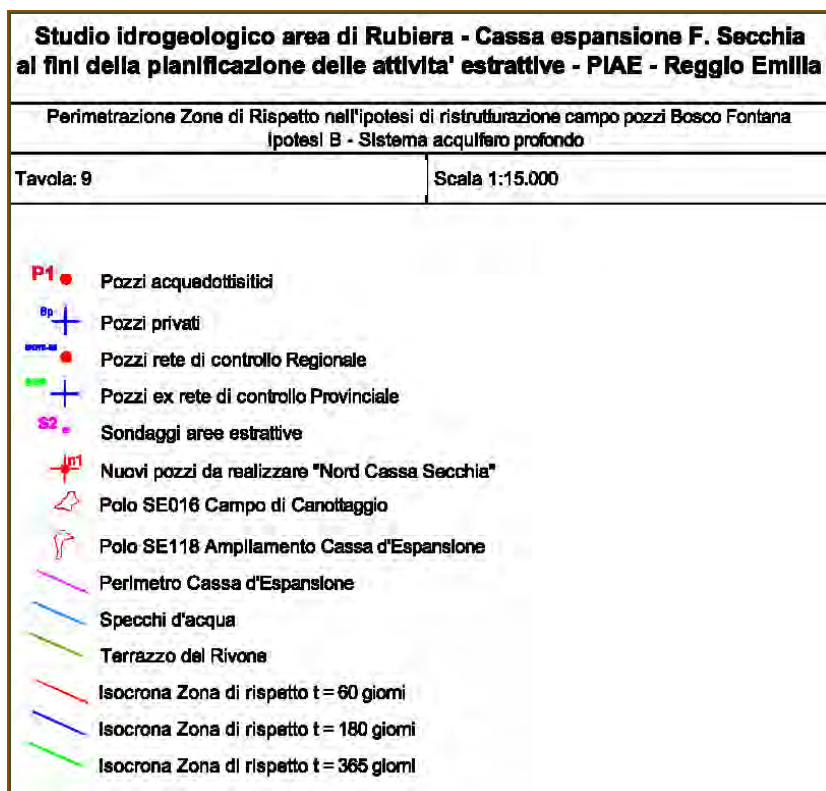 Studio idrogeologico area di Rubiera - Cassa espansione F. Secchia
ai fini della pianificazione delle attivita' estrattive - PIAE - Reggio Emilia
Perimetrazione Zone di Rispetto nell'ipotesi di ristrutturazione campo pozzi Bosco Fontana
Ipotesi B - Sistema acquifero profondo
Tavola: 9
Scala 1:15.000
P1 Pozzi acquedottisitici
Bp Pozzi privati
Pozzi rete di controllo Regionale
Pozzi ex rete di controllo Provinciale
S2 Sondaggi aree estrattive
n1 Nuovi pozzi da realizzare "Nord Cassa Secchia"
Polo SE016 Campo di Canottaggio
Polo SE118 Ampliamento Cassa d'Espansione
Perimetro Cassa d'Espansione
Specchi d'acqua
Terrazzo del Rivone
Isocrona Zona di rispetto t = 60 giorni
Isocrona Zona di rispetto t = 180 giorni
Isocrona Zona di rispetto t = 365 giorni